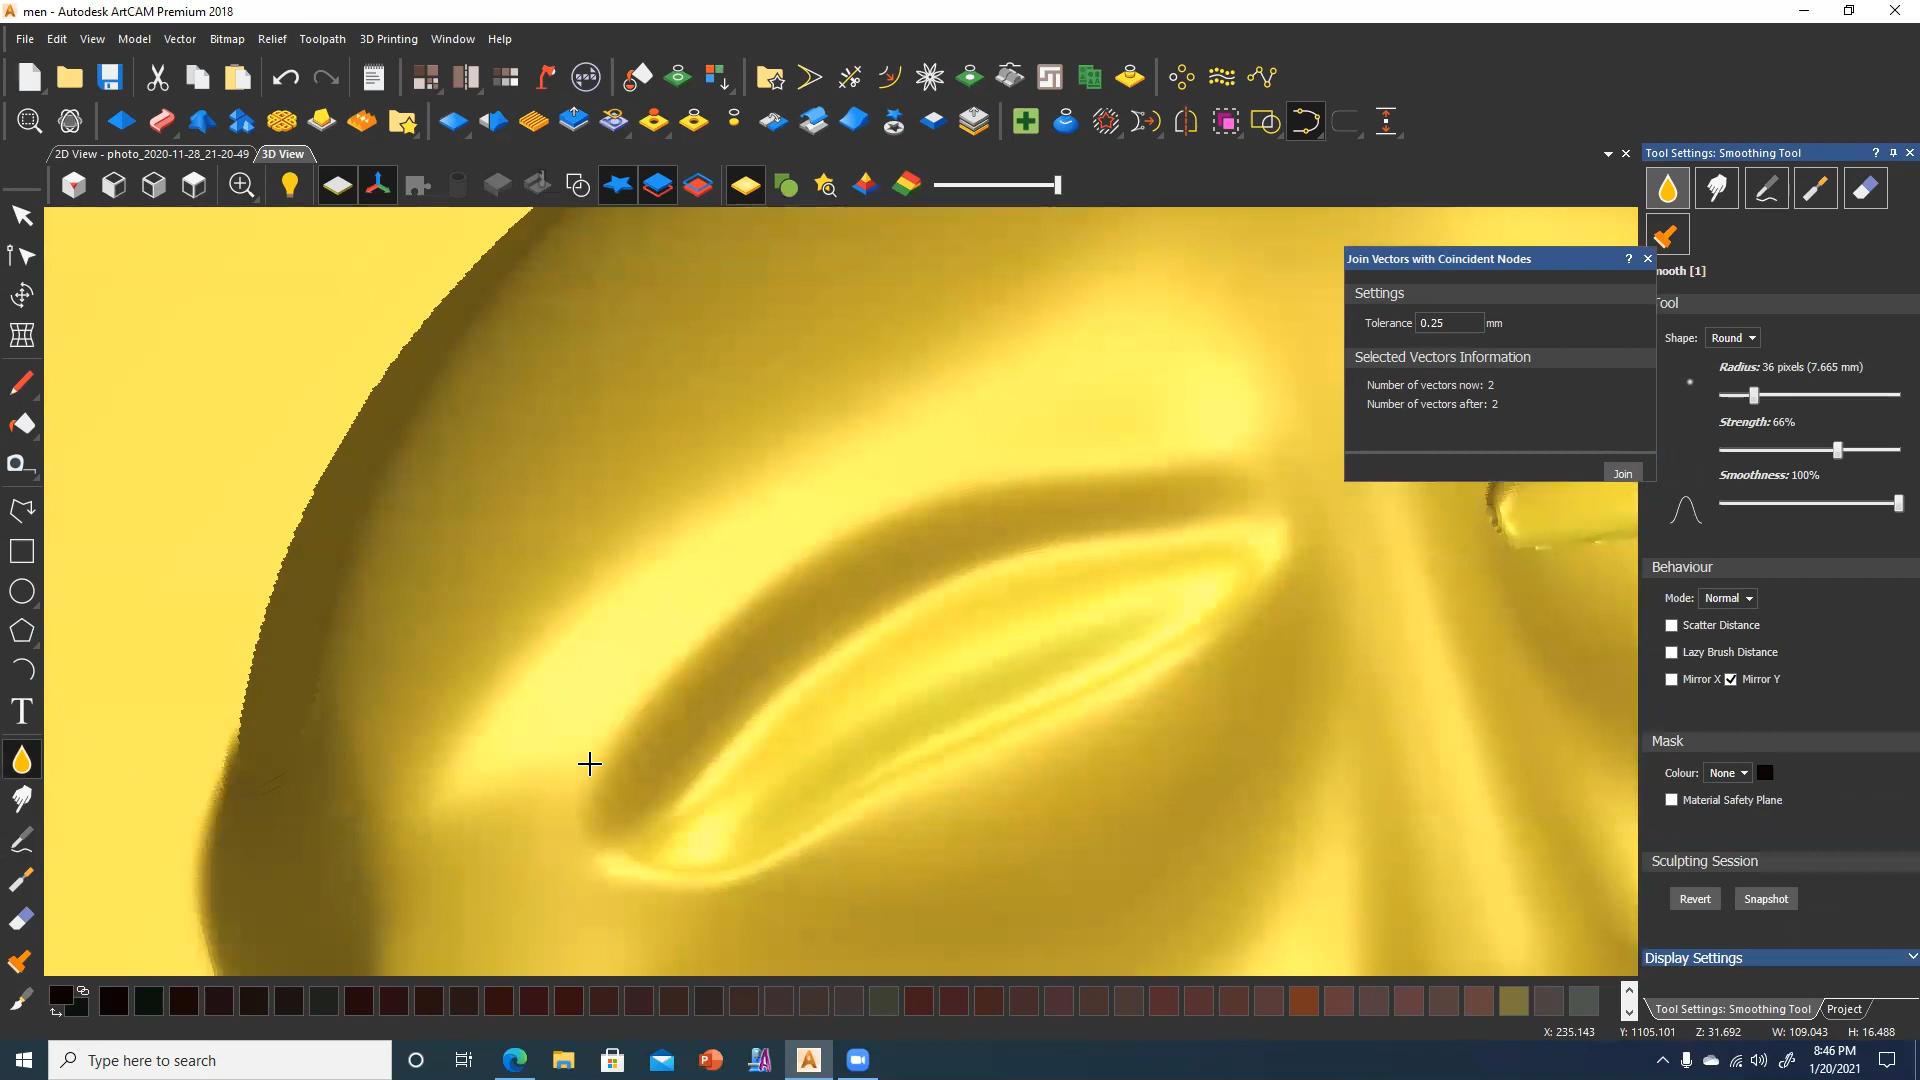 men - Autodesk ArtCAM Premium 2018
File Edit View Model Vector Bitmap Relief Toolpath 3D Printing Window Help
2D View - photo_2020-11-28_21-20-49 3D View
Tool Settings: Smoothing Tool
Join Vectors with Coincident Nodes
Settings
Tolerance 0.25 mm
Selected Vectors Information
Number of vectors now: 2
Number of vectors after: 2
Join
mooth [1]
Tool
Shape: Round
Radius: 36 pixels (7.665 mm)
Strength: 66%
Smoothness: 100%
Behaviour
Mode: Normal
Scatter Distance
Lazy Brush Distance
Mirror X Mirror Y
Mask
Colour: None
Material Safety Plane
Sculpting Session
Revert Snapshot
Display Settings
Tool Settings: Smoothing Tool Project
X: 235.143 Y: 1105.101 Z: 31.692 W: 109.043 H: 16.488
Type here to search
8:46 PM
1/20/2021